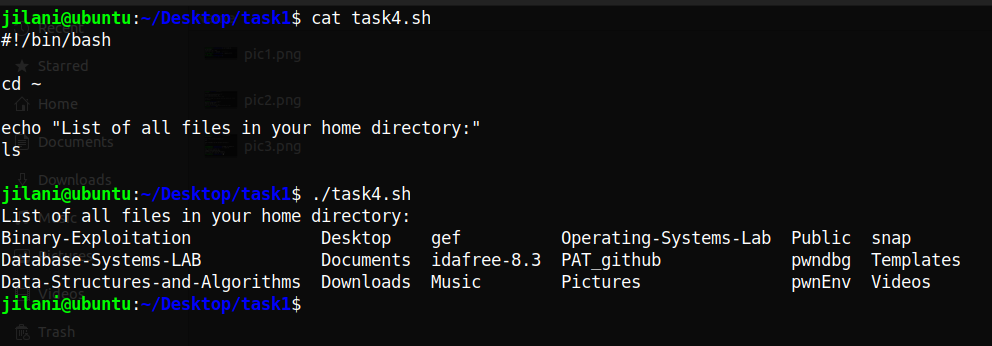 jilani@ubuntu:~/Desktop/task1$ cat task4.sh
#!/bin/bash
cd ~
echo "List of all files in your home directory:"
ls
jilani@ubuntu:~/Desktop/task1$ ./task4.sh
List of all files in your home directory:
Binary-Exploitation Desktop gef Operating-Systems-Lab Public snap
Database-Systems-LAB Documents idafree-8.3 PAT_github pwndbg Templates
Data-Structures-and-Algorithms Downloads Music Pictures pwnEnv Videos
jilani@ubuntu:~/Desktop/task1$
Recent
Starred
Home
Documents
Downloads
Music
Videos
Trash
pic1.png
pic2.png
pic3.png